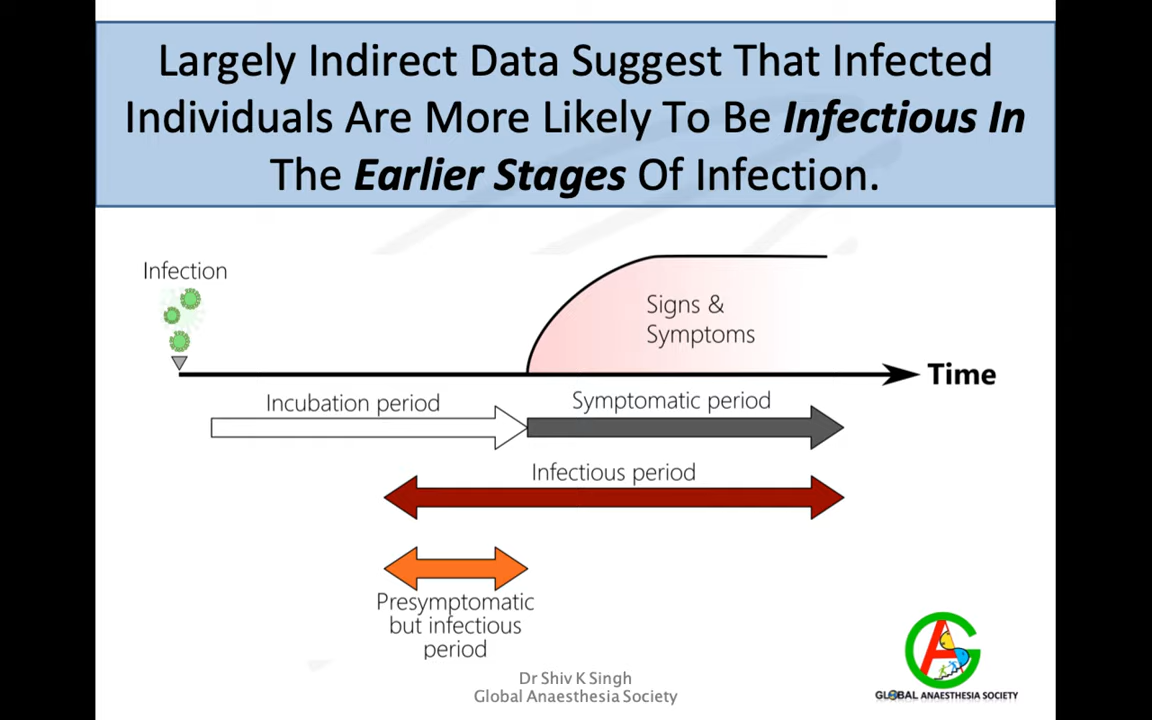 Largely Indirect Data Suggest That Infected
Individuals Are More Likely To Be Infectious In
The Earlier Stages Of Infection.
Infection
Signs &
Symptoms
Time
Incubation period
Symptomatic period
Infectious period
Presymptomatic
but infectious
period
Dr Shiv K Singh
Global Anaesthesia Society
GLOBAL ANAESTHESIA SOCIETY